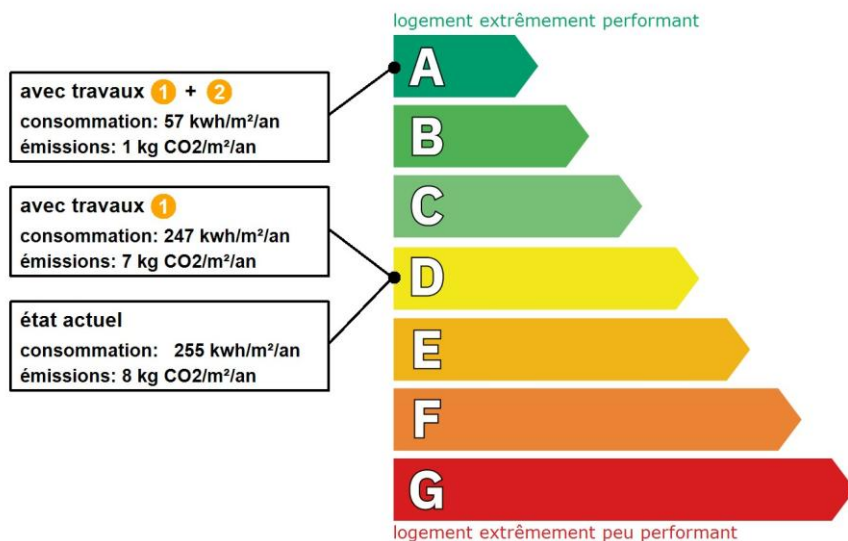 logement extrêmement performant
avec travaux 1 + 2
consommation: 57 kwh/m²/an
émissions: 1 kg CO2/m²/an
avec travaux 1
consommation: 247 kwh/m²/an
émissions: 7 kg CO2/m²/an
état actuel
consommation: 255 kwh/m²/an
émissions: 8 kg CO2/m²/an
A
B
C
D
E
F
G
logement extrêmement peu performant